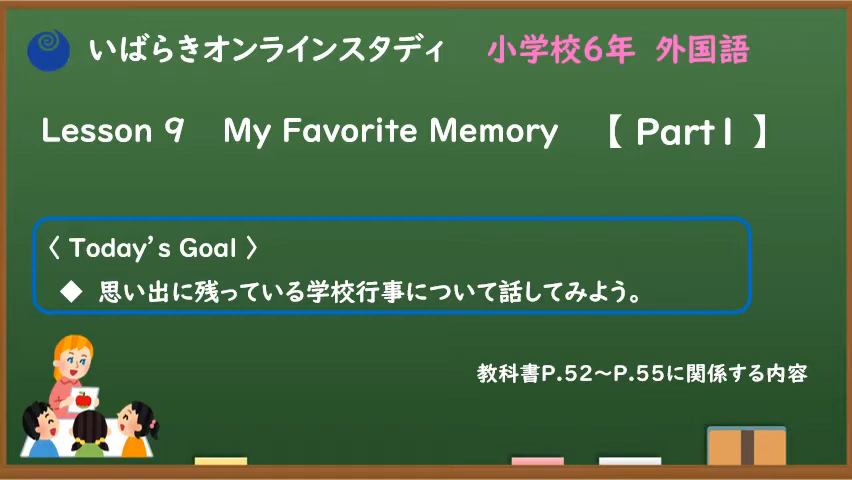 いばらきオンラインスタディ 小学校6年 外国語
Lesson 9 My Favorite Memory 【 Part1 】
〈 Today's Goal 〉
◆ 思い出に残っている学校行事について話してみよう。
教科書P.52～P.55に関係する内容